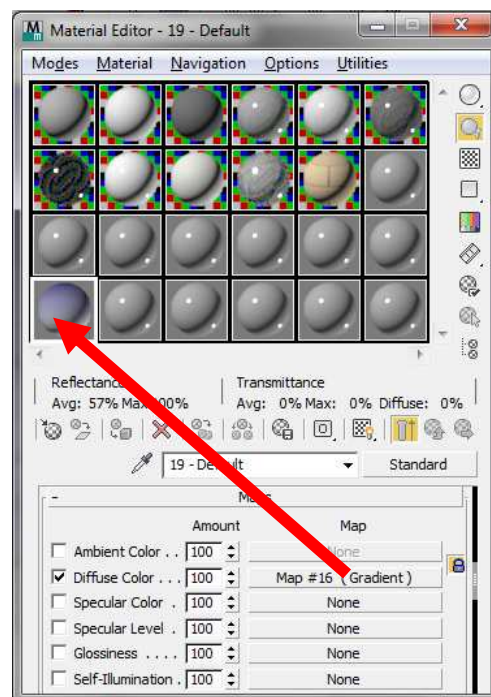 Material Editor - 19 - Default
Modes Material Navigation Options Utilities
Reflectance Transmittance
Avg: 57% Max: 00% Avg: 0% Max: 0% Diffuse: 0%
19 - Default Standard
Amount Map
Ambient Color . . 100 None
Diffuse Color . . . 100 Map #16 ( Gradient )
Specular Color . 100 None
Specular Level . 100 None
Glossiness . . . . 100 None
Self-Illumination . 100 None